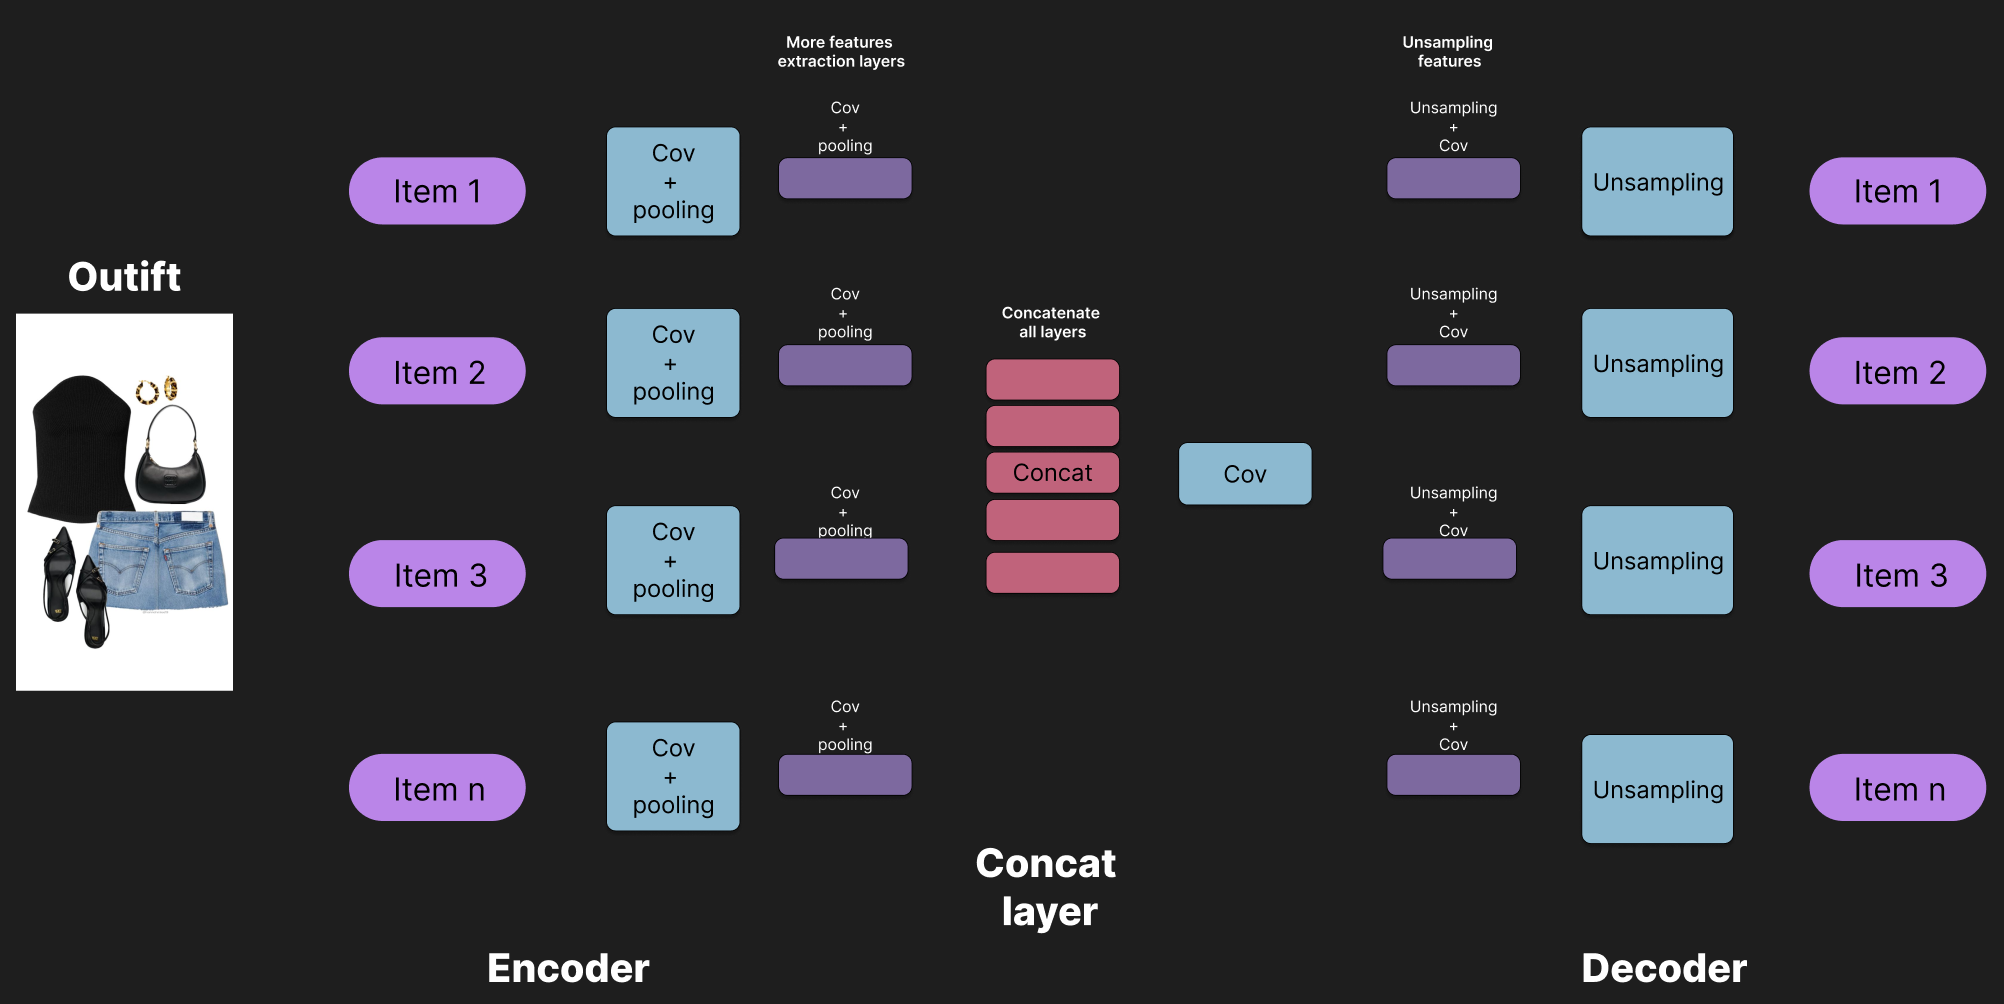 More features
extraction layers
Unsampling
features
Cov
+
pooling
Unsampling
+
Cov
Item 1
Cov
+
pooling
Unsampling
Item 1
Outift
Cov
+
pooling
Unsampling
+
Cov
Item 2
Cov
+
pooling
Concatenate
all layers
Unsampling
Item 2
Concat
Cov
Cov
+
pooling
Unsampling
+
Cov
Item 3
Cov
+
pooling
Unsampling
Item 3
Cov
+
pooling
Unsampling
+
Cov
Item n
Cov
+
pooling
Unsampling
Item n
Concat
layer
Encoder
Decoder